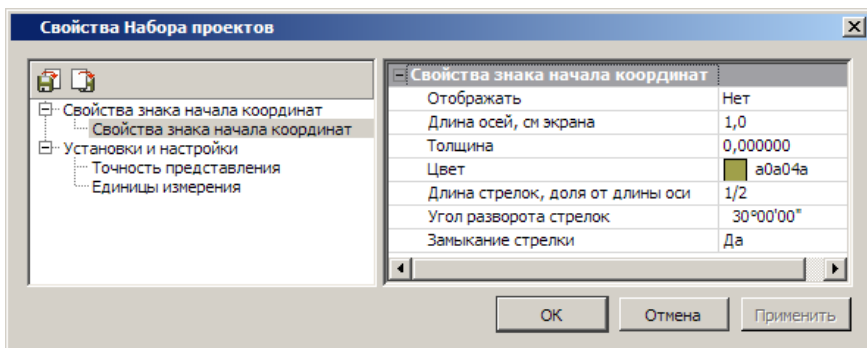 Свойства Набора проектов
Свойства знака начала координат
Свойства знака начала координат
Установки и настройки
Точность представления
Единицы измерения
Свойства знака начала координат
Отображать Нет
Длина осей, см экрана 1,0
Толщина 0,000000
Цвет a0a04a
Длина стрелок, доля от длины оси 1/2
Угол разворота стрелок 30°00'00"
Замыкание стрелки Да
ОК Отмена Применить